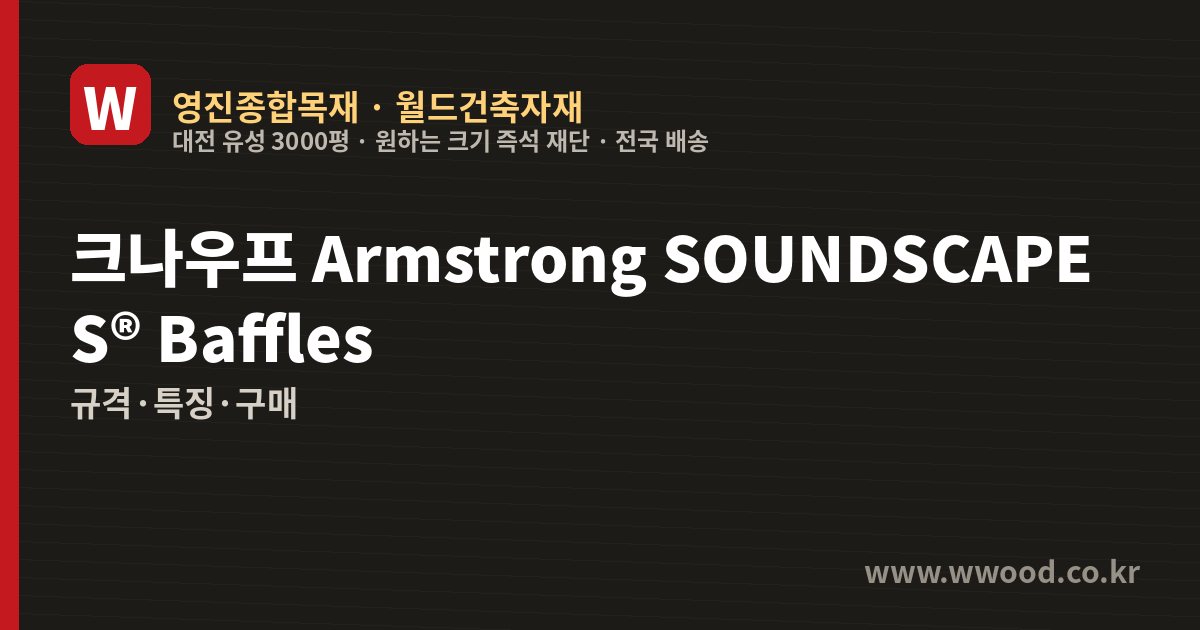 W
영진종합목재 · 월드건축자재
대전 유성 3000평 · 원하는 크기 즉석 재단 · 전국 배송
크나우프 Armstrong SOUNDSCAPE
S® Baffles
규격·특징·구매
www.wwood.co.kr